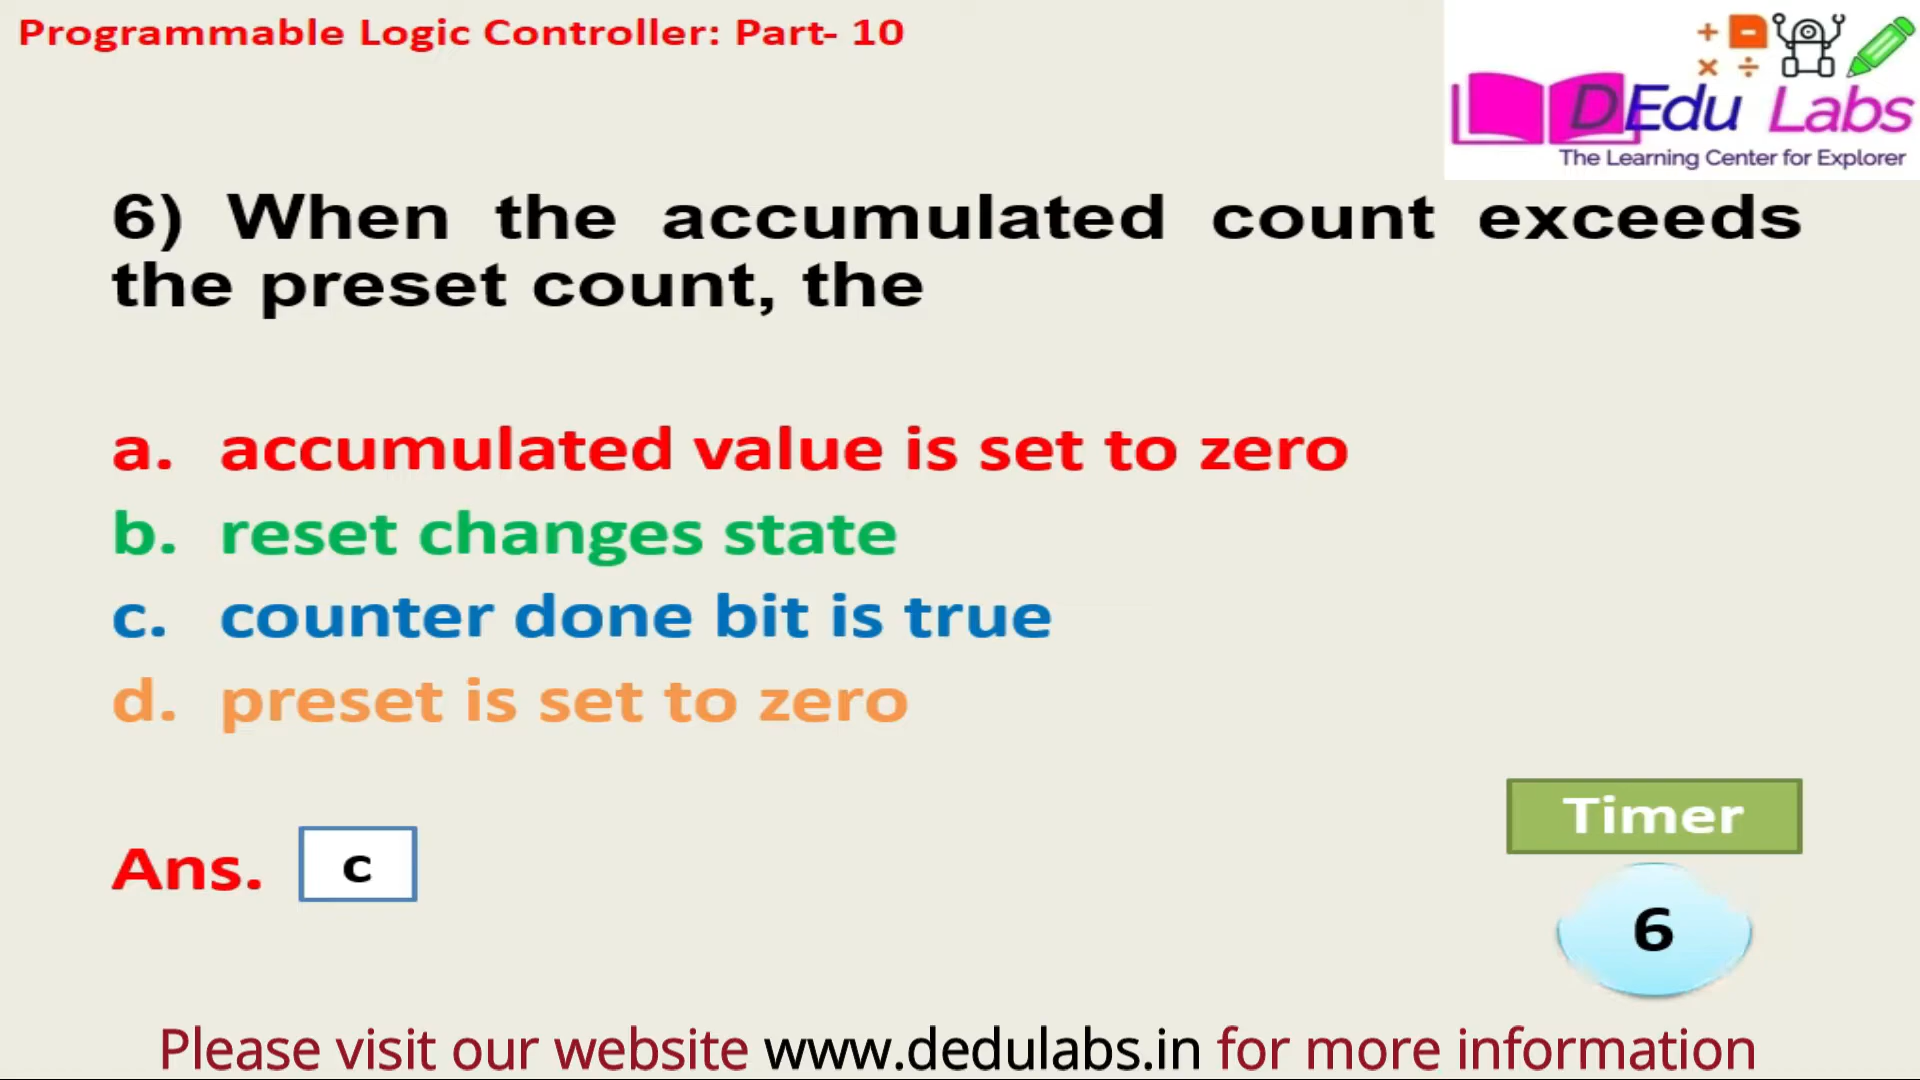 Programmable Logic Controller: Part- 10
+ - × ÷
DEdu Labs
The Learning Center for Explorer
6) When the accumulated count exceeds
the preset count, the
a. accumulated value is set to zero
b. reset changes state
c. counter done bit is true
d. preset is set to zero
Ans. c
Timer
6
Please visit our website www.dedulabs.in for more information